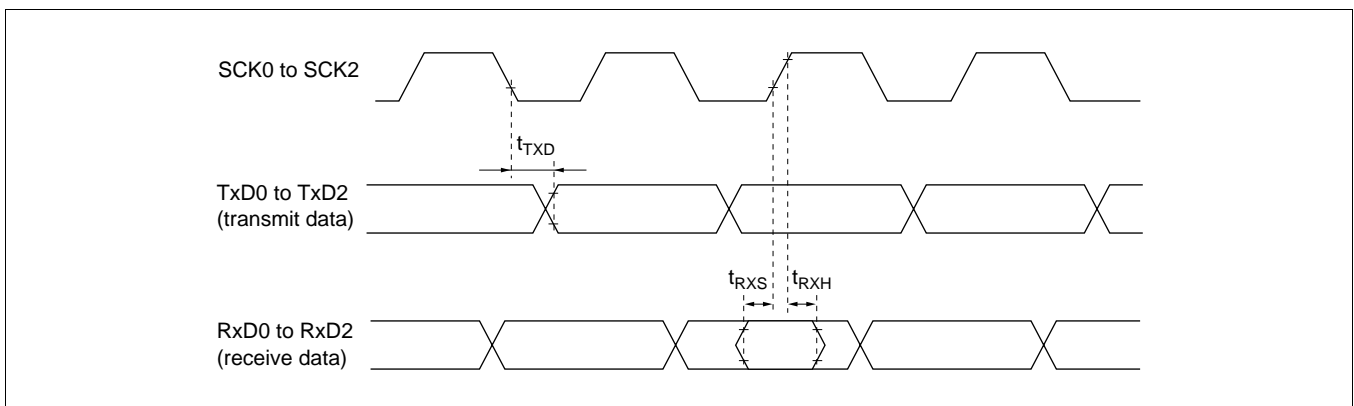 SCK0 to SCK2
tTXD
TxD0 to TxD2
(transmit data)
tRXS
tRXH
RxD0 to RxD2
(receive data)